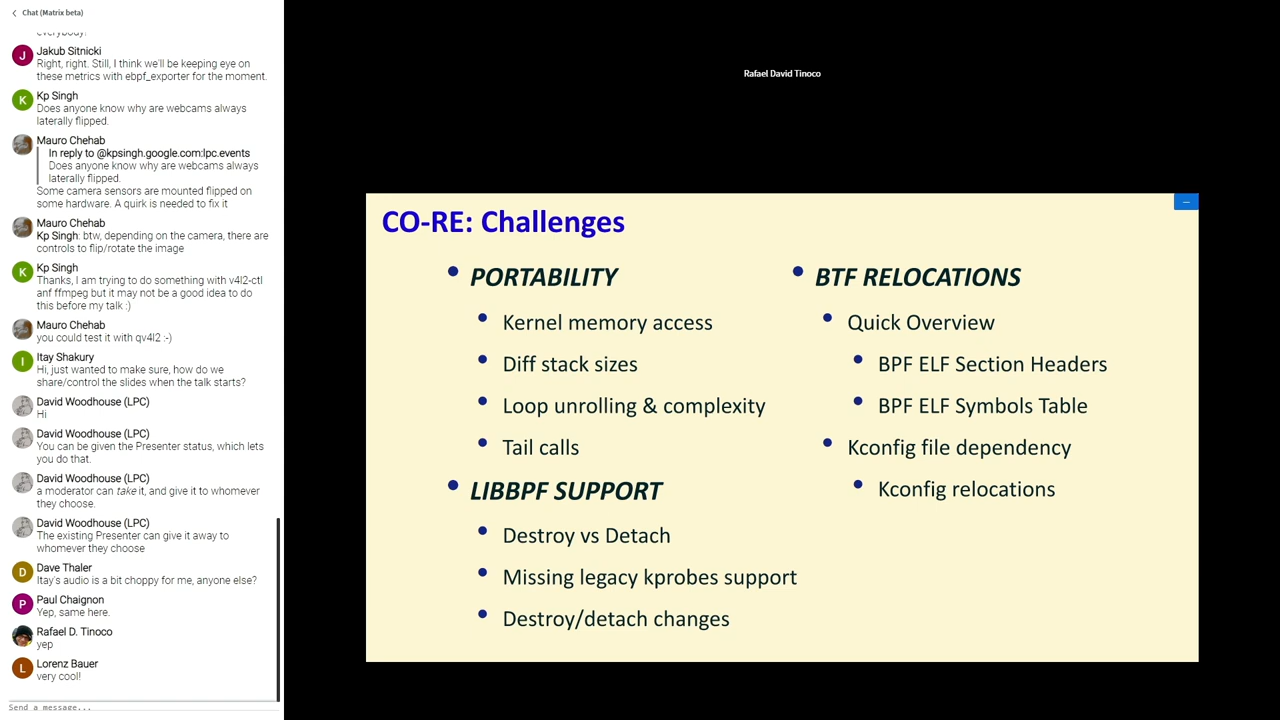 Chat (Matrix beta)
everybody!
Jakub Sitnicki
Right, right. Still, I think we'll be keeping eye on
these metrics with ebpf_exporter for the moment.
Kp Singh
Does anyone know why are webcams always
laterally flipped.
Mauro Chehab
In reply to @kpsingh.google.com:lpc.events
Does anyone know why are webcams always
laterally flipped.
Some camera sensors are mounted flipped on
some hardware. A quirk is needed to fix it
Mauro Chehab
Kp Singh: btw, depending on the camera, there are
controls to flip/rotate the image
Kp Singh
Thanks, I am trying to do something with v4l2-ctl
anf ffmpeg but it may not be a good idea to do
this before my talk :)
Mauro Chehab
you could test it with qv4l2 :-)
Itay Shakury
Hi, just wanted to make sure, how do we
share/control the slides when the talk starts?
David Woodhouse (LPC)
Hi
David Woodhouse (LPC)
You can be given the Presenter status, which lets
you do that.
David Woodhouse (LPC)
a moderator can take it, and give it to whomever
they choose.
David Woodhouse (LPC)
The existing Presenter can give it away to
whomever they choose
Dave Thaler
Itay's audio is a bit choppy for me, anyone else?
Paul Chaignon
Yep, same here.
Rafael D. Tinoco
yep
Lorenz Bauer
very cool!
Send a message...
Rafael David Tinoco
CO-RE: Challenges
• PORTABILITY
• Kernel memory access
• Diff stack sizes
• Loop unrolling & complexity
• Tail calls
• LIBBPF SUPPORT
• Destroy vs Detach
• Missing legacy kprobes support
• Destroy/detach changes
• BTF RELOCATIONS
• Quick Overview
• BPF ELF Section Headers
• BPF ELF Symbols Table
• Kconfig file dependency
• Kconfig relocations